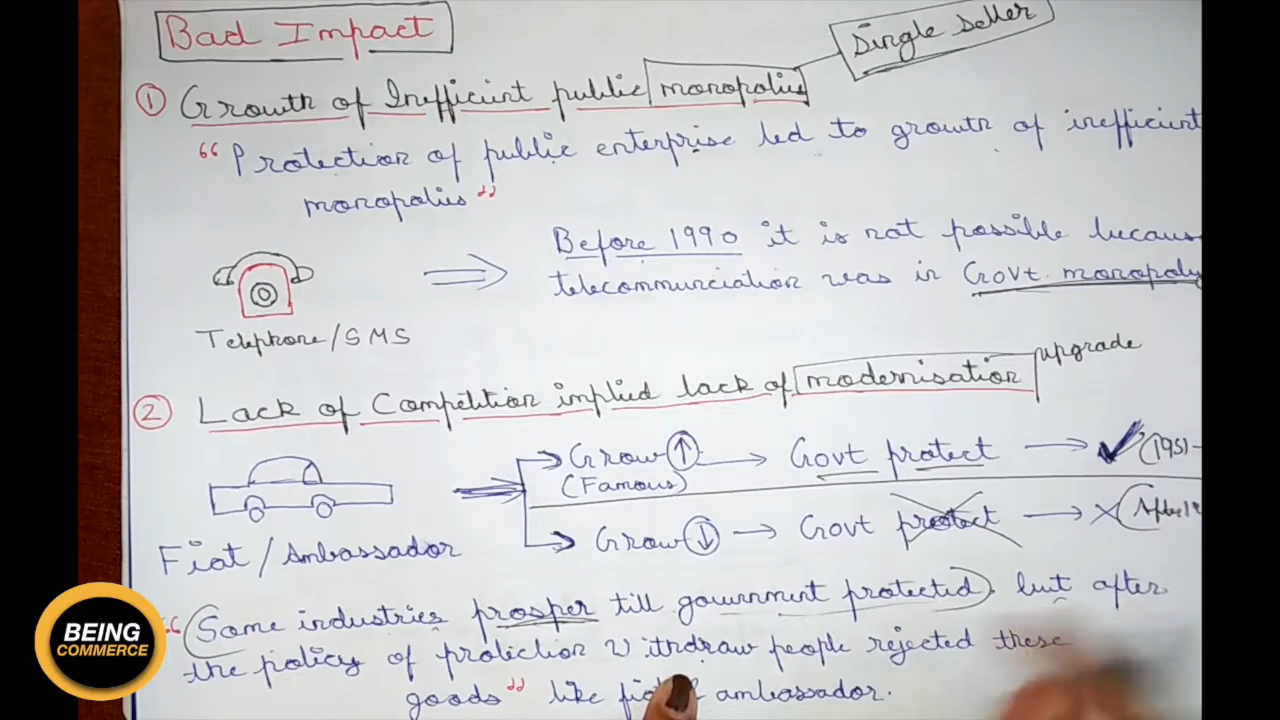 Bad Impact
Single Seller
① Growth of Inefficient public monopolies
“Protection of public enterprise led to growth of inefficient
monopolies”
Before 1990 it is not possible because
telecommunciation was in Govt. monopoly
Telephone/SMS
upgrade
② Lack of Competition implied lack of modernisation
Grow ↑ → Govt protect → ✓ (1951-
(Famous)
Grow ↓ → Govt protect → ✗
Fiat / Ambassador
“(Some industries prosper till government protected), but after
the policy of protection withdraw people rejected these
goods” like ambassador.
BEING
COMMERCE